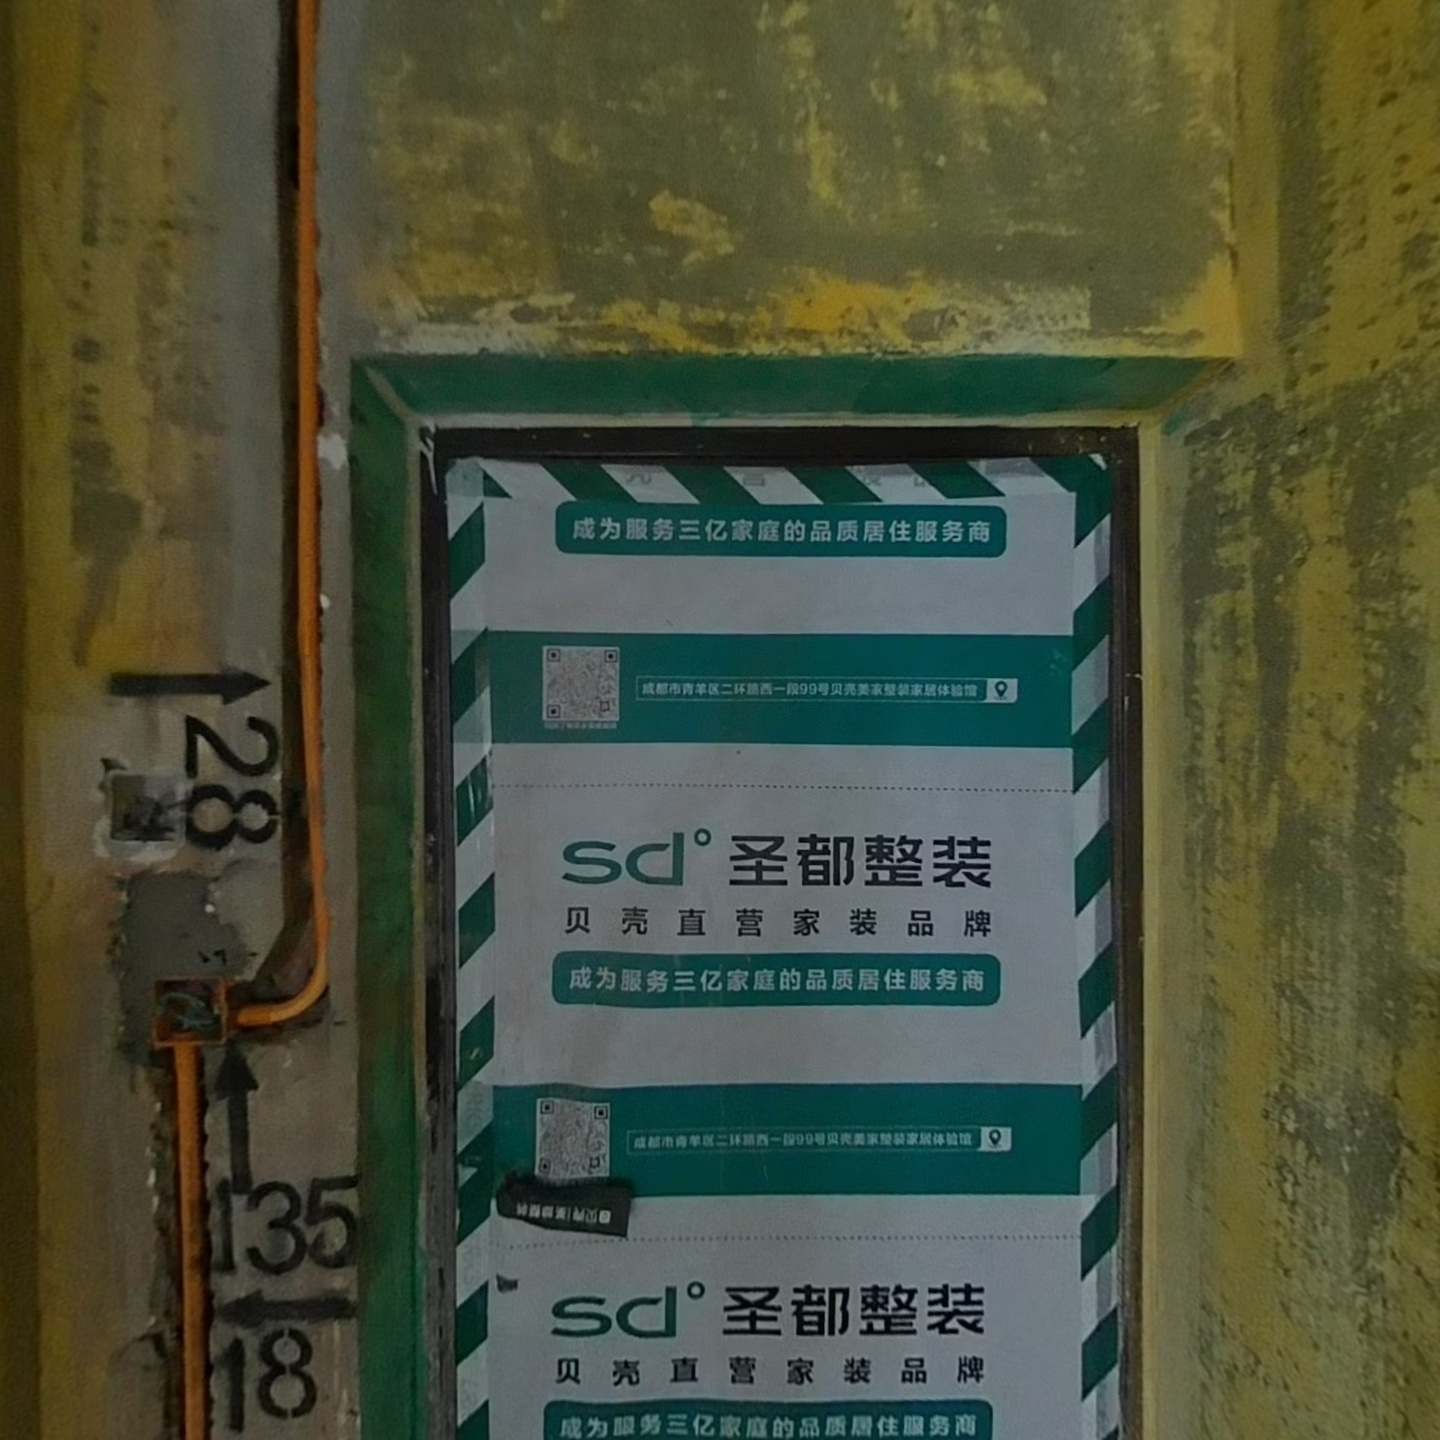 成为服务三亿家庭的品质居住服务商
成都市青羊区二环路西一段99号贝壳美家整装家居体验馆
28
sd° 圣都整装
贝壳直营家装品牌
成为服务三亿家庭的品质居住服务商
成都市青羊区二环路西一段99号贝壳美家整装家居体验馆
135
18
sd° 圣都整装
贝壳直营家装品牌
成为服务三亿家庭的品质居住服务商